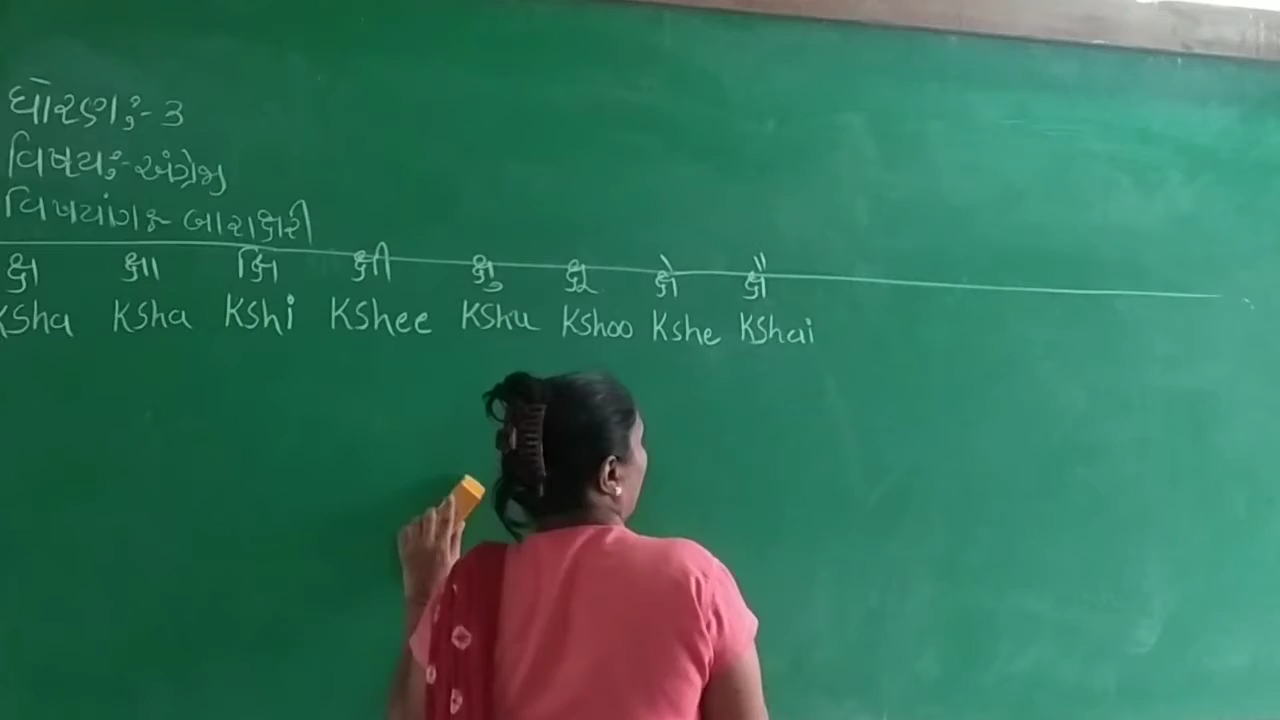 ધોરણ:- 3
વિષય:- અંગ્રેજી
વિષયાંગ:- બારાક્ષરી
ક્ષ ક્ષા ક્ષિ ક્ષી ક્ષુ ક્ષૂ ક્ષે ક્ષૈ
KSha KSha KShi KShee KShu KShoo Kshe KShai